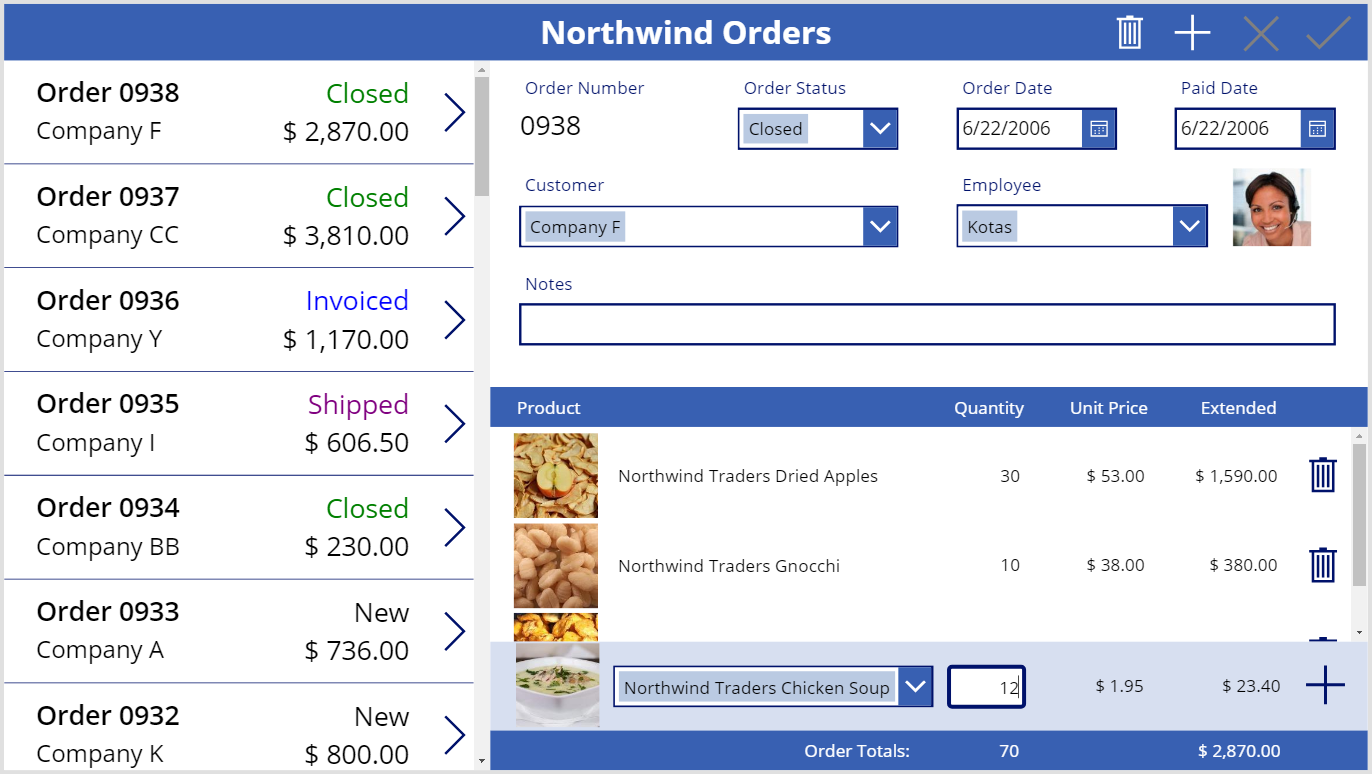 Northwind Orders
Order 0938 Closed
Company F $ 2,870.00
Order 0937 Closed
Company CC $ 3,810.00
Order 0936 Invoiced
Company Y $ 1,170.00
Order 0935 Shipped
Company I $ 606.50
Order 0934 Closed
Company BB $ 230.00
Order 0933 New
Company A $ 736.00
Order 0932 New
Company K $ 800.00
Order Number Order Status Order Date Paid Date
0938 Closed 6/22/2006 6/22/2006
Customer Employee
Company F Kotas
Notes
Product Quantity Unit Price Extended
Northwind Traders Dried Apples 30 $ 53.00 $ 1,590.00
Northwind Traders Gnocchi 10 $ 38.00 $ 380.00
Northwind Traders Chicken Soup 12 $ 1.95 $ 23.40
Order Totals: 70 $ 2,870.00